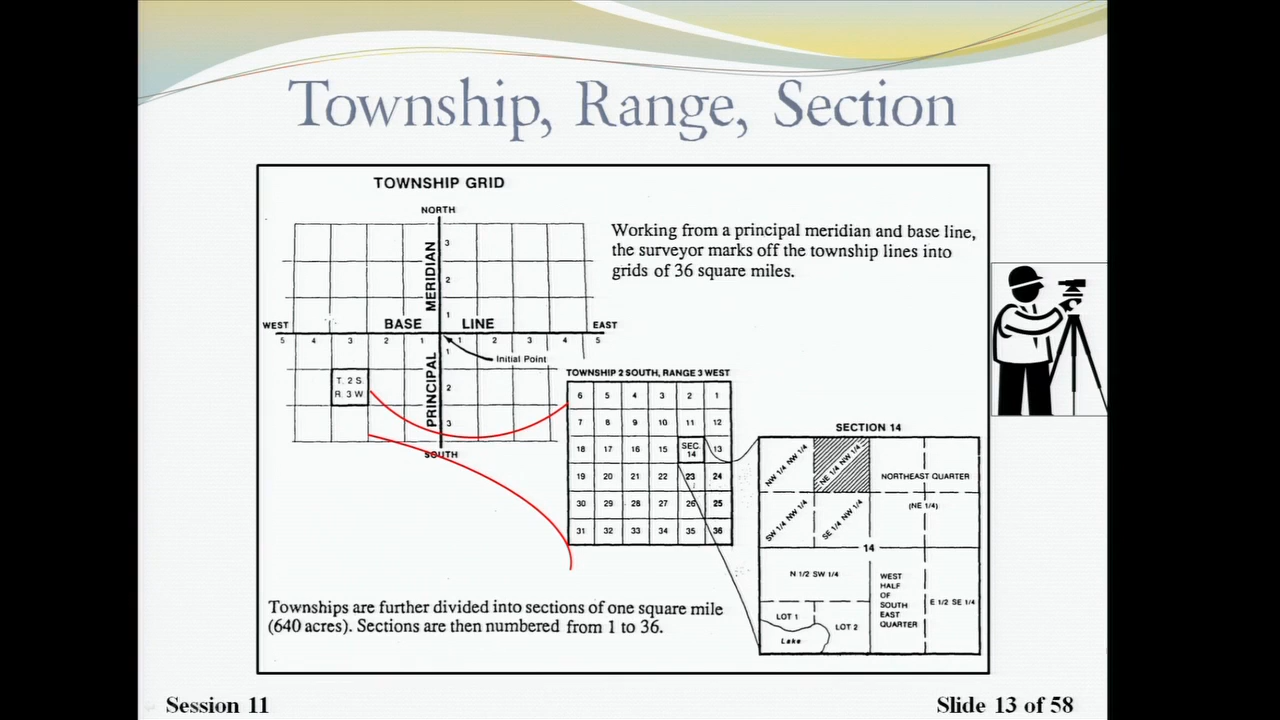 Township, Range, Section
TOWNSHIP GRID
NORTH
Working from a principal meridian and base line,
the surveyor marks off the township lines into
grids of 36 square miles.
3
2
1
MERIDIAN
WEST
BASE
LINE
EAST
5 4 3 2 1 1 2 3 4 5
Initial Point
1
2
3
PRINCIPAL
T. 2 S.
R. 3 W.
SOUTH
TOWNSHIP 2 SOUTH, RANGE 3 WEST
6 5 4 3 2 1
7 8 9 10 11 12
18 17 16 15 SEC. 14 13
19 20 21 22 23 24
30 29 28 27 26 25
31 32 33 34 35 36
SECTION 14
NW 1/4 NW 1/4
NE 1/4 NW 1/4
NORTHEAST QUARTER
(NE 1/4)
SW 1/4 NW 1/4
SE 1/4 NW 1/4
14
N 1/2 SW 1/4
WEST
HALF
OF
SOUTH
EAST
QUARTER
E 1/2 SE 1/4
LOT 1
LOT 2
Lake
Townships are further divided into sections of one square mile
(640 acres). Sections are then numbered from 1 to 36.
Session 11
Slide 13 of 58